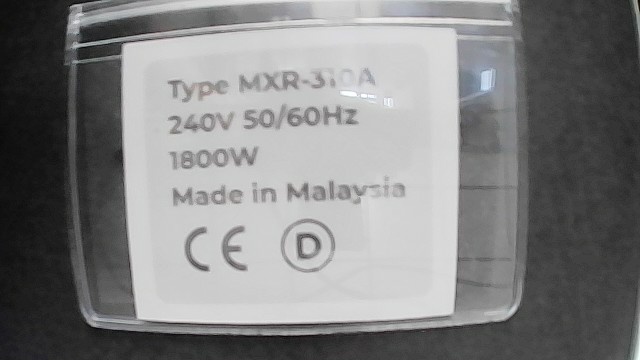 Type MXR-310A
240V 50/60Hz
1800W
Made in Malaysia
CE D